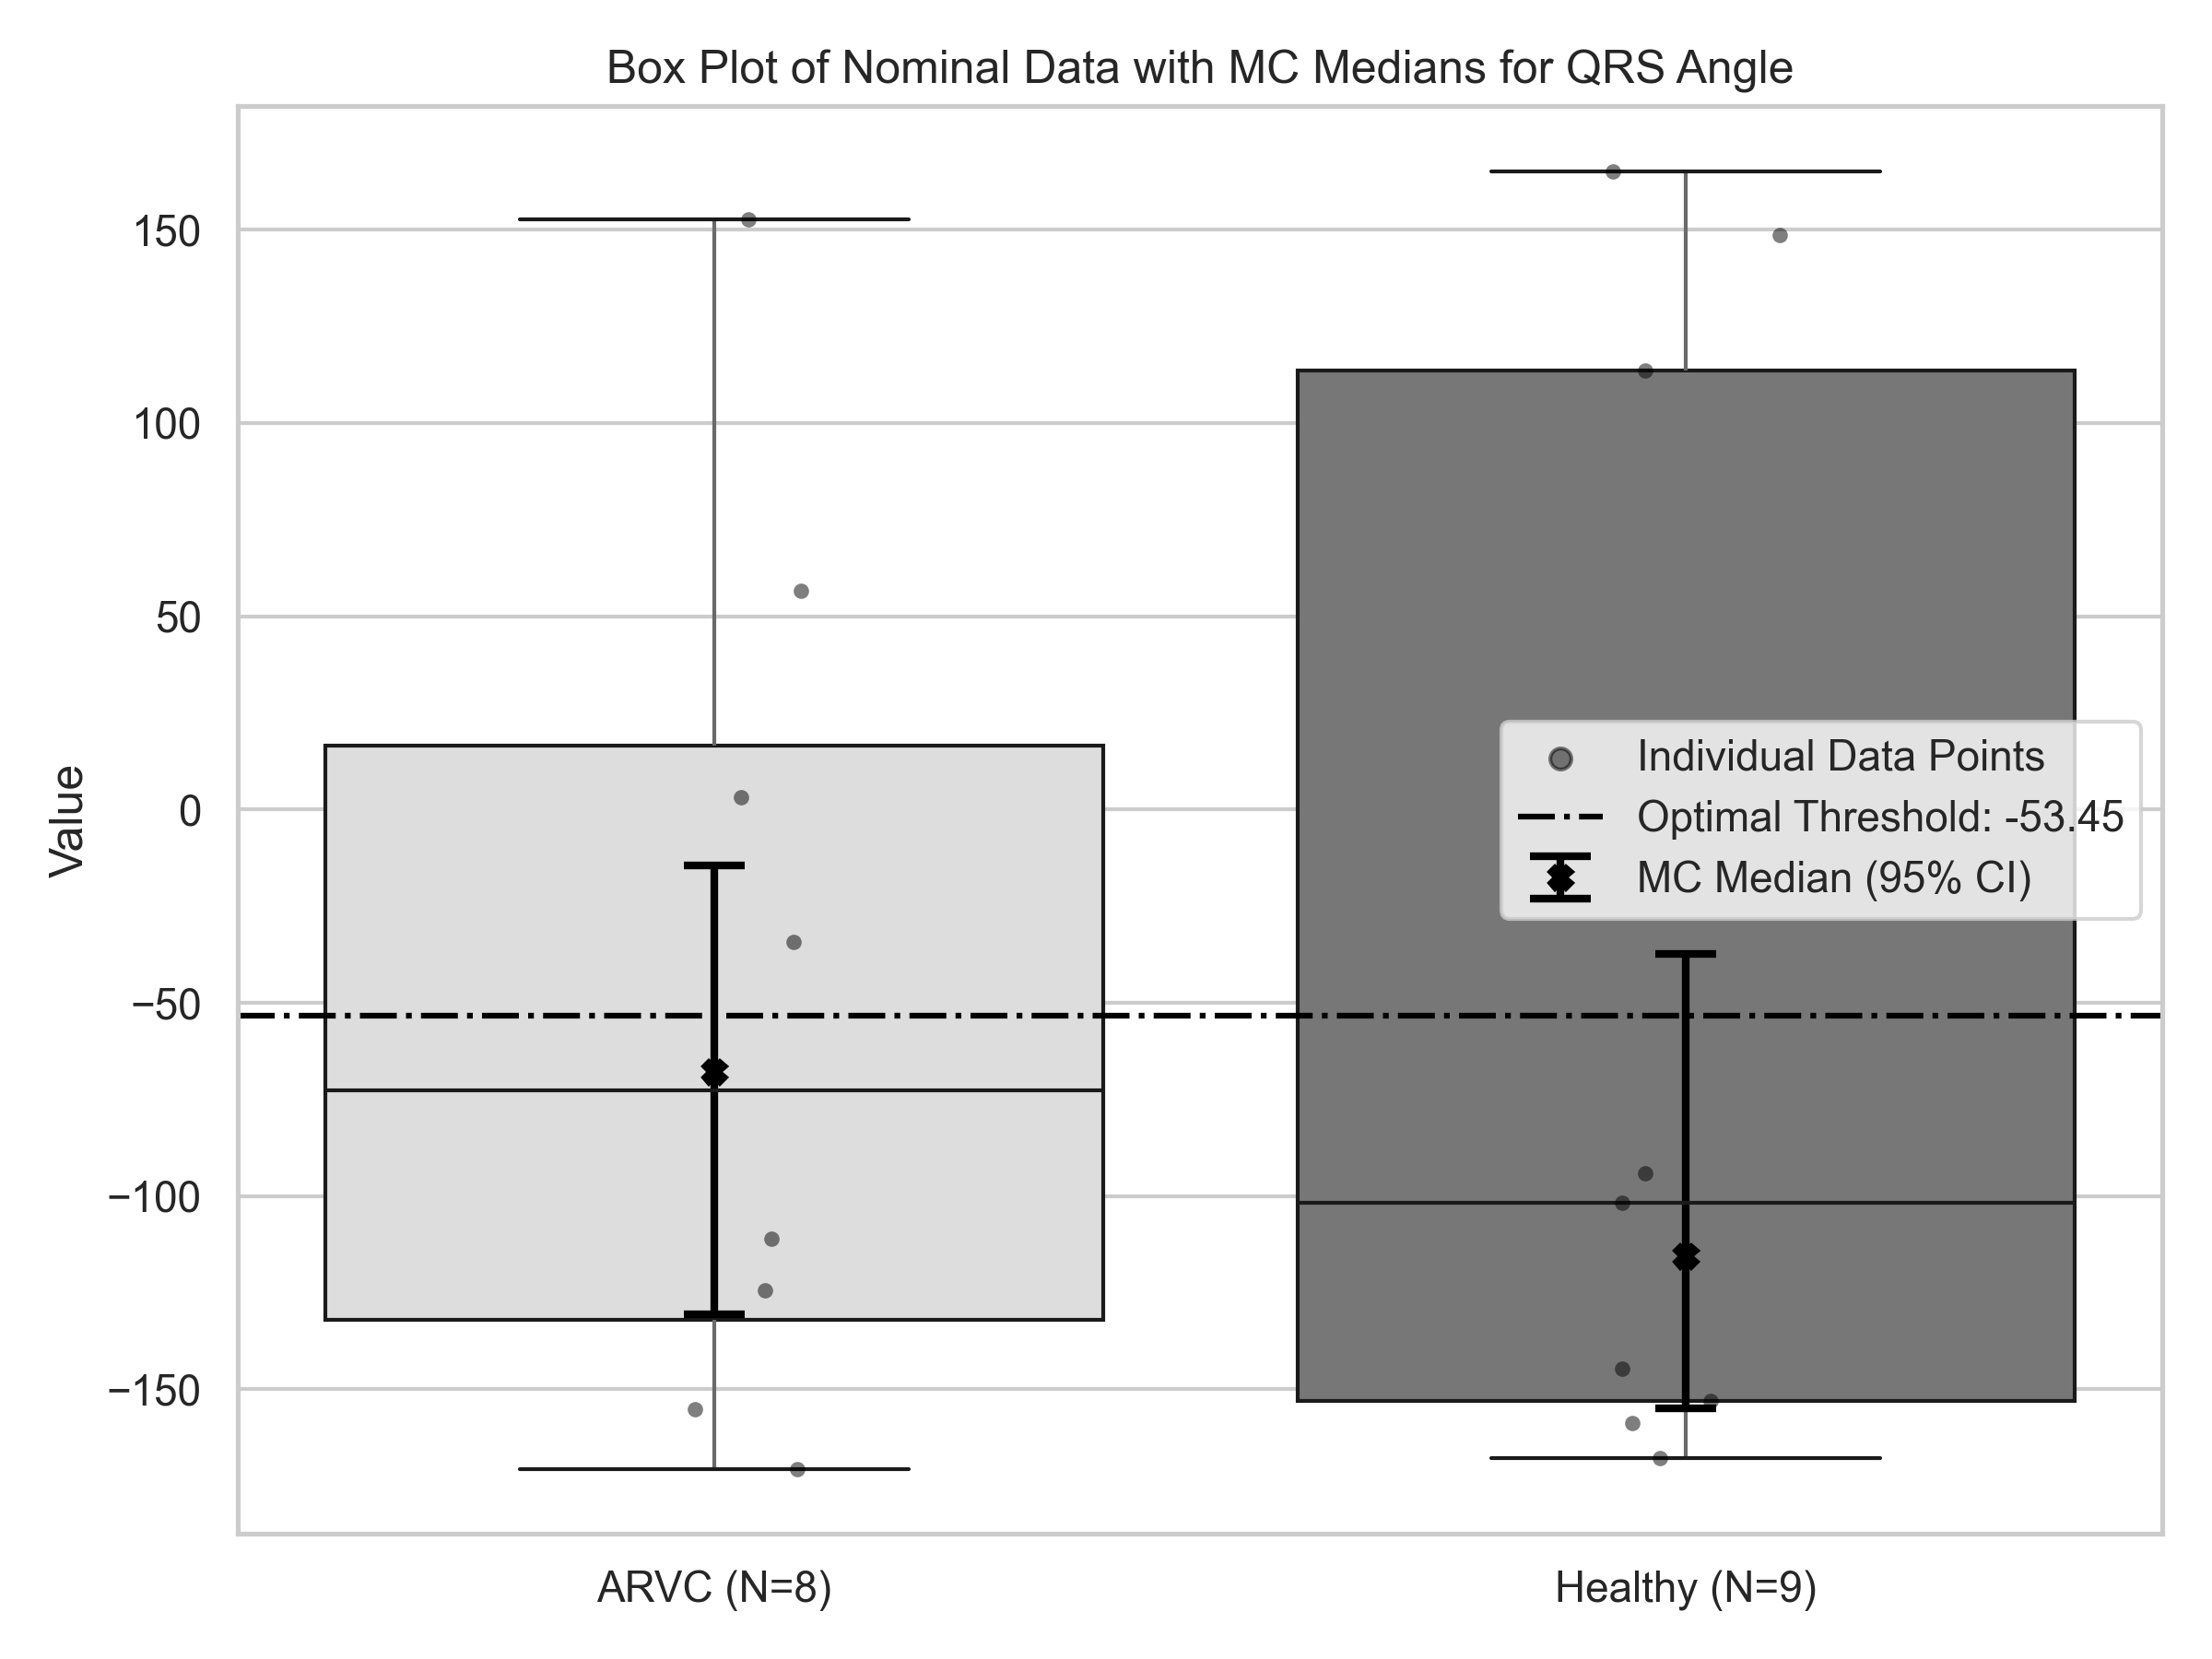 Box Plot of Nominal Data with MC Medians for QRS Angle
Value
150
100
50
0
−50
−100
−150
Individual Data Points
Optimal Threshold: -53.45
MC Median (95% CI)
ARVC (N=8)
Healthy (N=9)